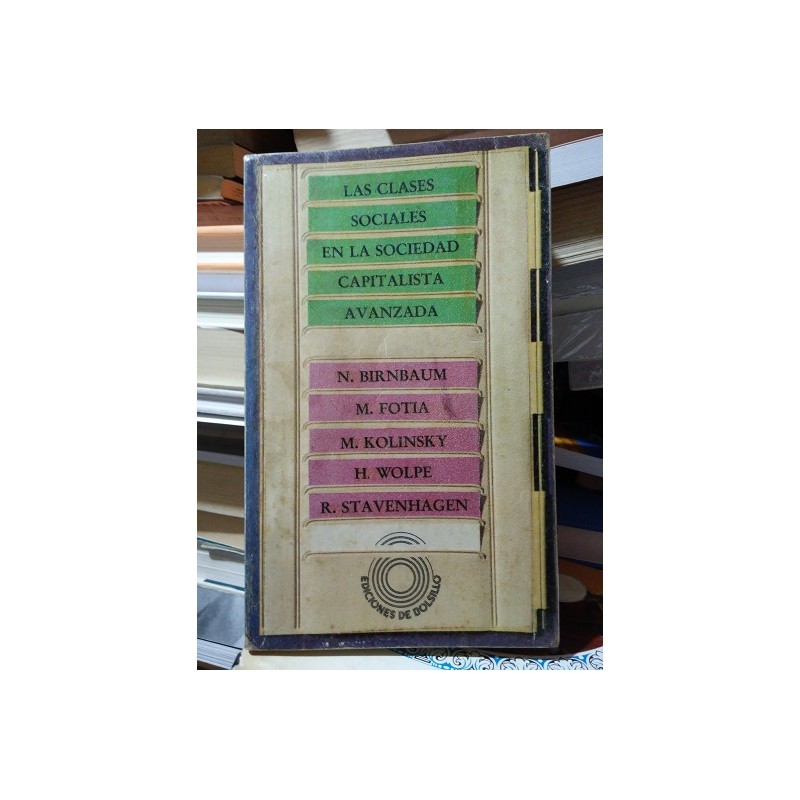 LAS CLASES
SOCIALES
EN LA SOCIEDAD
CAPITALISTA
AVANZADA
N. BIRNBAUM
M. FOTIA
M. KOLINSKY
H. WOLPE
R. STAVENHAGEN
EDICIONES DE BOLSILLO